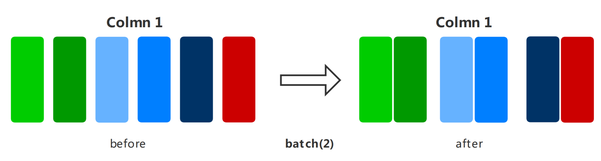 Colmn 1
Colmn 1
before
batch(2)
after